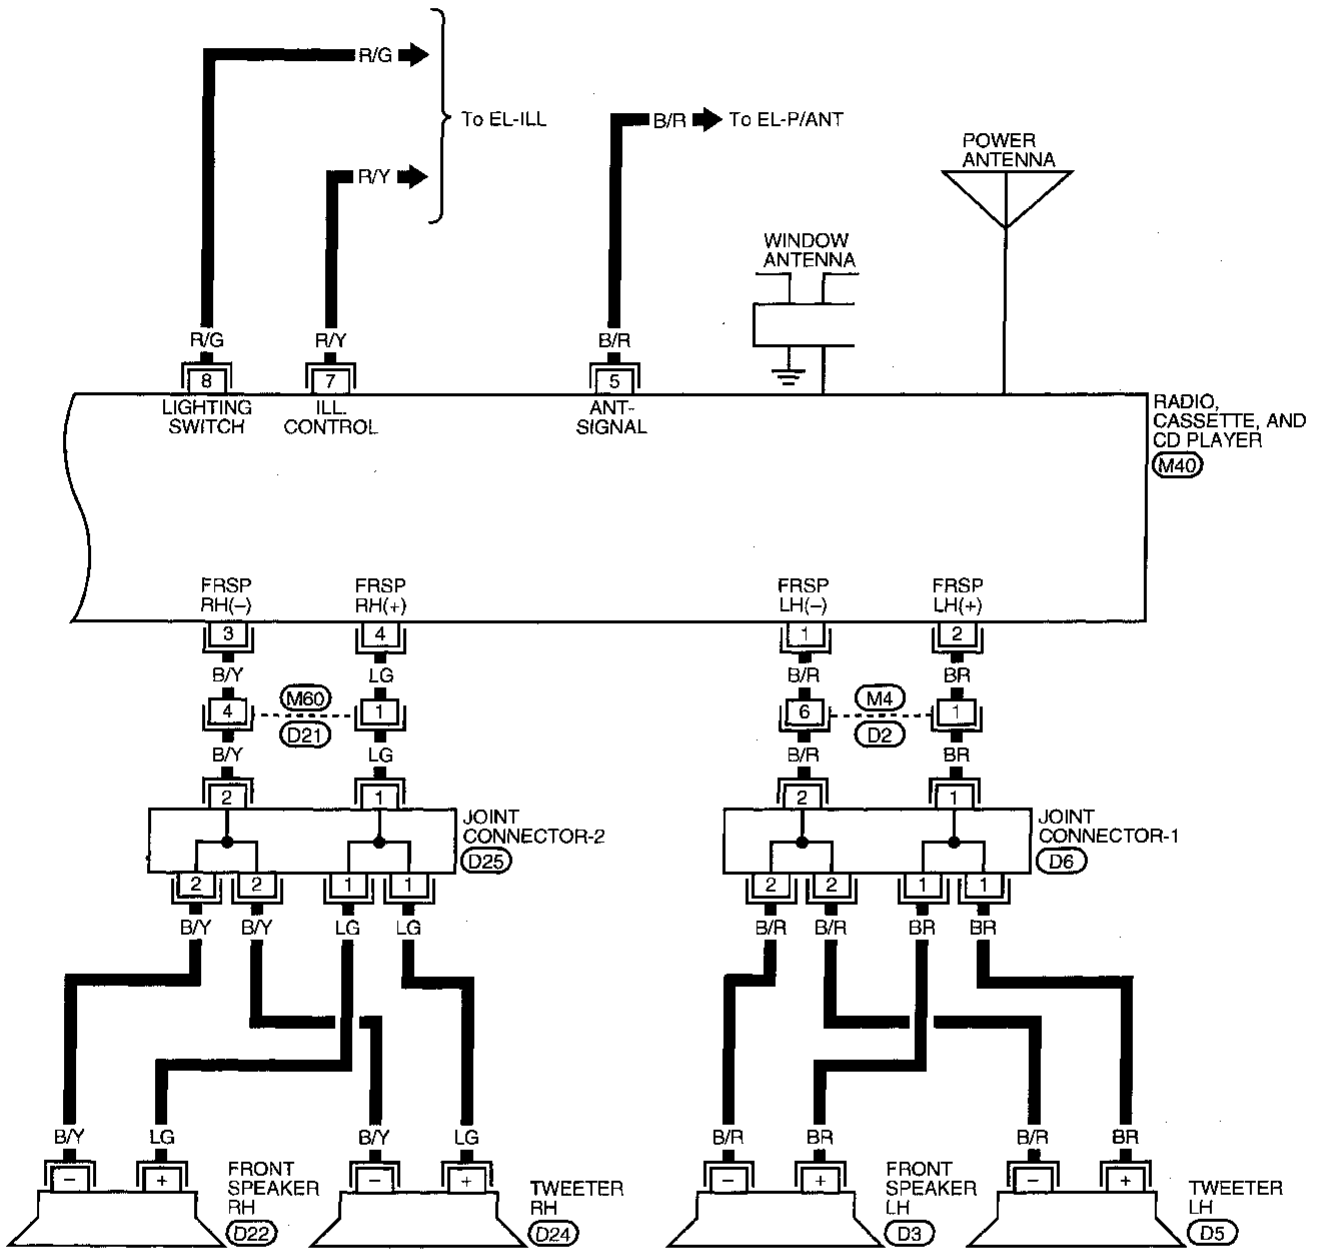 R/G
To EL-ILL
R/Y
B/R
To EL-P/ANT
POWER
ANTENNA
WINDOW
ANTENNA
R/G
R/Y
B/R
8
7
5
LIGHTING
SWITCH
ILL.
CONTROL
ANT-
SIGNAL
RADIO,
CASSETTE, AND
CD PLAYER
M40
FRSP
RH(–)
FRSP
RH(+)
FRSP
LH(–)
FRSP
LH(+)
3
4
1
2
B/Y
LG
B/R
BR
4
M60
D21
1
6
M4
D2
1
B/Y
LG
B/R
BR
2
1
2
1
JOINT
CONNECTOR-2
D25
JOINT
CONNECTOR-1
D6
2
2
1
1
2
2
1
1
B/Y
B/Y
LG
LG
B/R
B/R
BR
BR
B/Y
LG
B/Y
LG
B/R
BR
B/R
BR
–
+
–
+
–
+
–
+
FRONT
SPEAKER
RH
D22
TWEETER
RH
D24
FRONT
SPEAKER
LH
D3
TWEETER
LH
D5